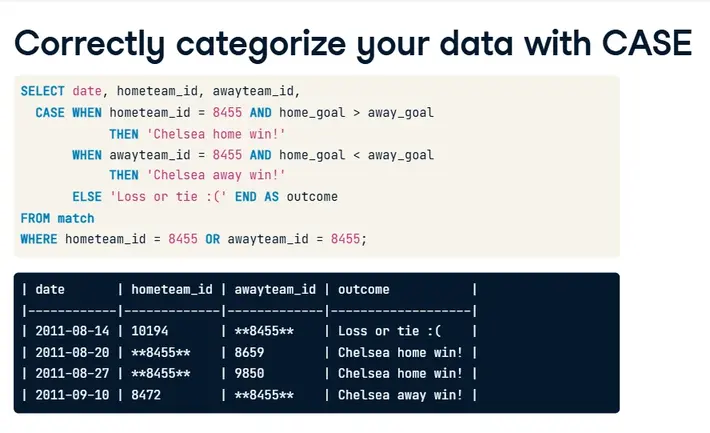 Correctly categorize your data with CASE
SELECT date, hometeam_id, awayteam_id,
  CASE WHEN hometeam_id = 8455 AND home_goal > away_goal
            THEN 'Chelsea home win!'
       WHEN awayteam_id = 8455 AND home_goal < away_goal
            THEN 'Chelsea away win!'
       ELSE 'Loss or tie :(' END AS outcome
FROM match
WHERE hometeam_id = 8455 OR awayteam_id = 8455;
| date       | hometeam_id | awayteam_id | outcome           |
|------------|-------------|-------------|-------------------|
| 2011-08-14 | 10194       | **8455**    | Loss or tie :(    |
| 2011-08-20 | **8455**    | 8659        | Chelsea home win! |
| 2011-08-27 | **8455**    | 9850        | Chelsea home win! |
| 2011-09-10 | 8472        | **8455**    | Chelsea away win! |